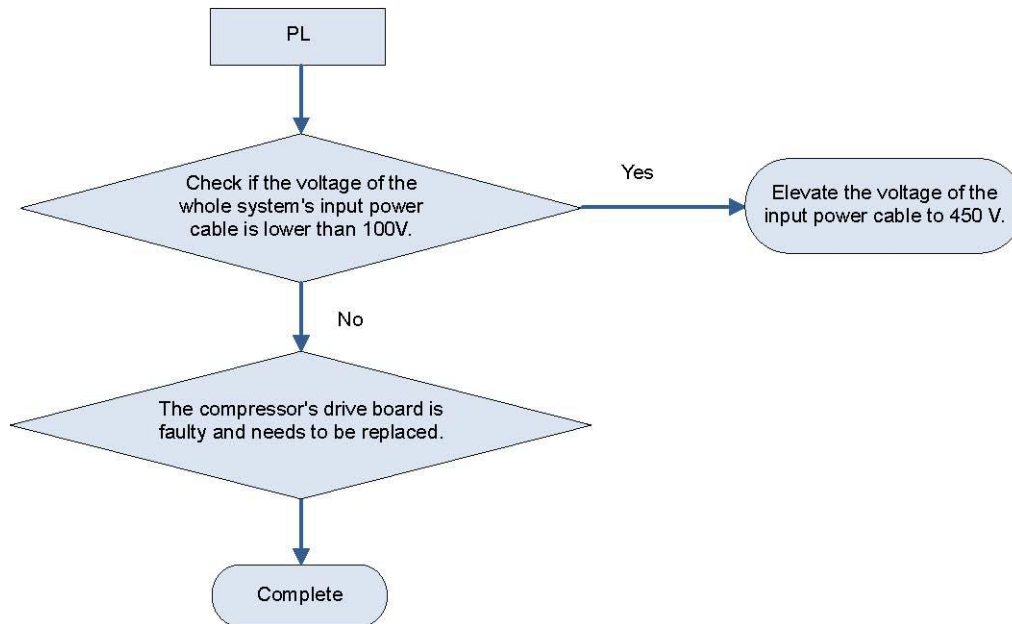 PL
Check if the voltage of the
whole system's input power
cable is lower than 100V.
Yes
Elevate the voltage of the
input power cable to 450 V.
No
The compressor's drive board is
faulty and needs to be replaced.
Complete